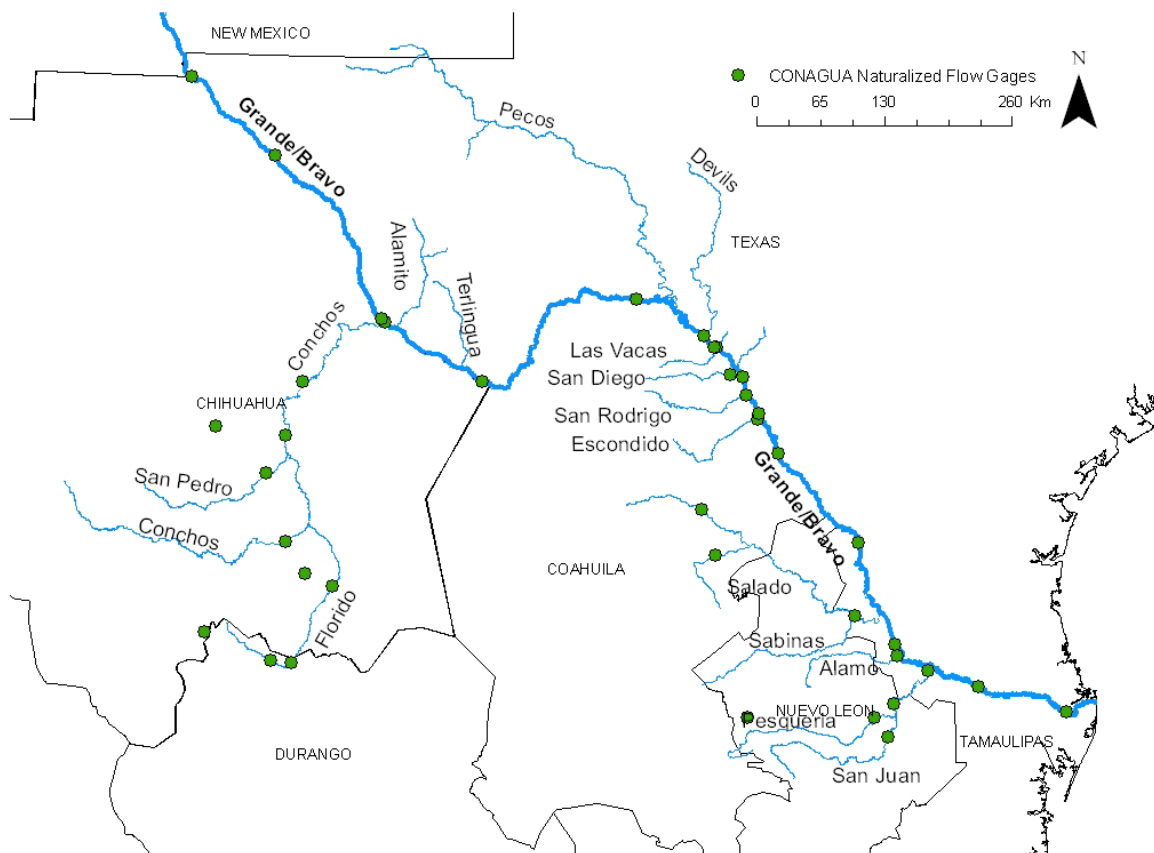 NEW MEXICO
N
CONAGUA Naturalized Flow Gages
0 65 130 260 Km
Grande/Bravo
Pecos
Devils
TEXAS
Alamito
Terlingua
Conchos
Las Vacas
San Diego
CHIHUAHUA
San Rodrigo
Escondido
San Pedro
Grande/Bravo
Conchos
COAHUILA
Salado
Florido
Sabinas
Alamo
NUEVO LEON
Pesqueria
TAMAULIPAS
DURANGO
San Juan